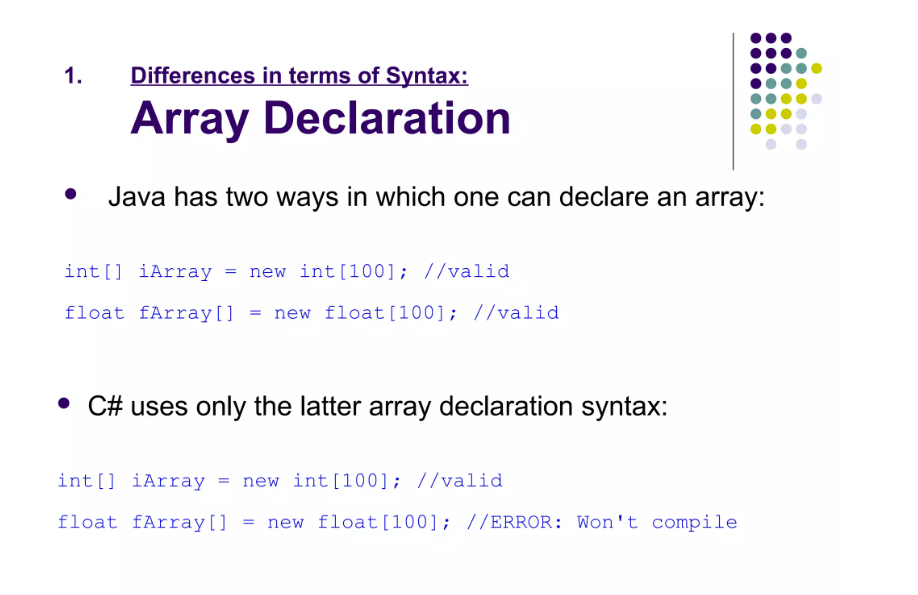 1. Differences in terms of Syntax:
Array Declaration
• Java has two ways in which one can declare an array:
int[] iArray = new int[100]; //valid
float fArray[] = new float[100]; //valid
• C# uses only the latter array declaration syntax:
int[] iArray = new int[100]; //valid
float fArray[] = new float[100]; //ERROR: Won't compile